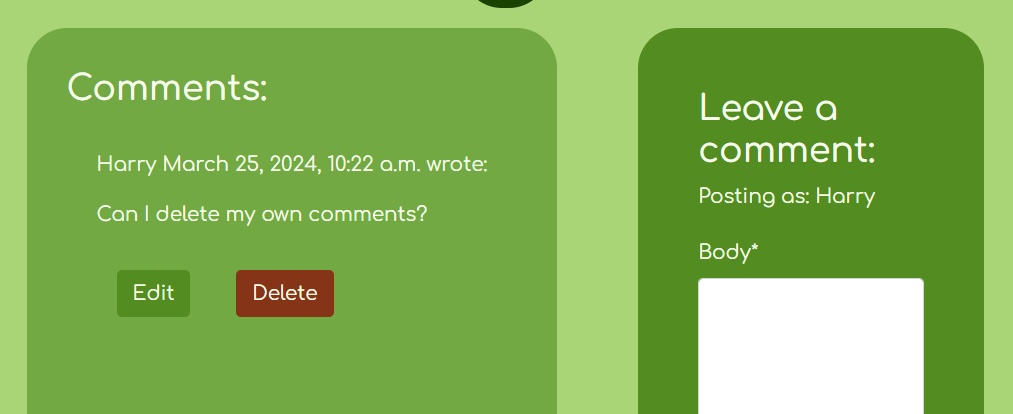 Comments:
Harry March 25, 2024, 10:22 a.m. wrote:
Can I delete my own comments?
Edit
Delete
Leave a
comment:
Posting as: Harry
Body*